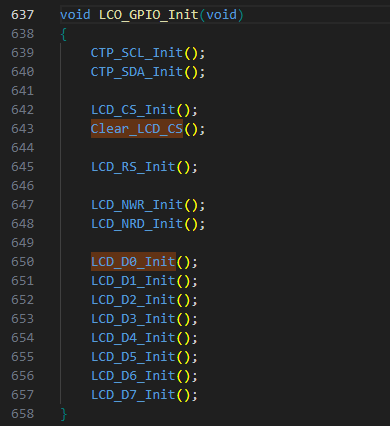 637 void LCO_GPIO_Init(void)
638 {
639 CTP_SCL_Init();
640 CTP_SDA_Init();
641
642 LCD_CS_Init();
643 Clear_LCD_CS();
644
645 LCD_RS_Init();
646
647 LCD_NWR_Init();
648 LCD_NRD_Init();
649
650 LCD_D0_Init();
651 LCD_D1_Init();
652 LCD_D2_Init();
653 LCD_D3_Init();
654 LCD_D4_Init();
655 LCD_D5_Init();
656 LCD_D6_Init();
657 LCD_D7_Init();
658 }